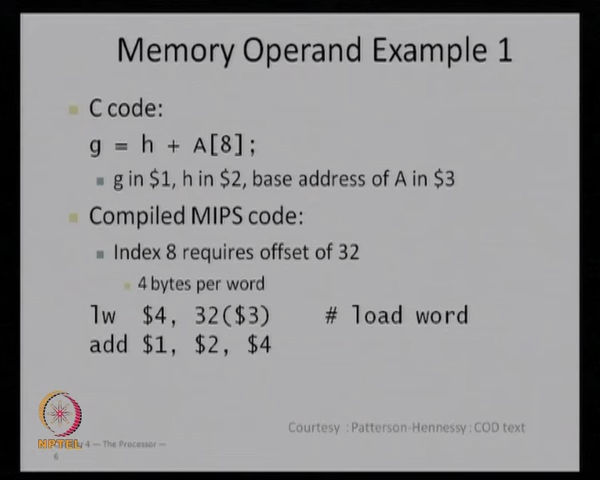 Memory Operand Example 1
C code:
g = h + A[8];
g in $1, h in $2, base address of A in $3
Compiled MIPS code:
Index 8 requires offset of 32
4 bytes per word
lw $4, 32($3) # load word
add $1, $2, $4
Courtesy : Patterson-Hennessy : COD text
NPTEL
4 — The Processor —
6